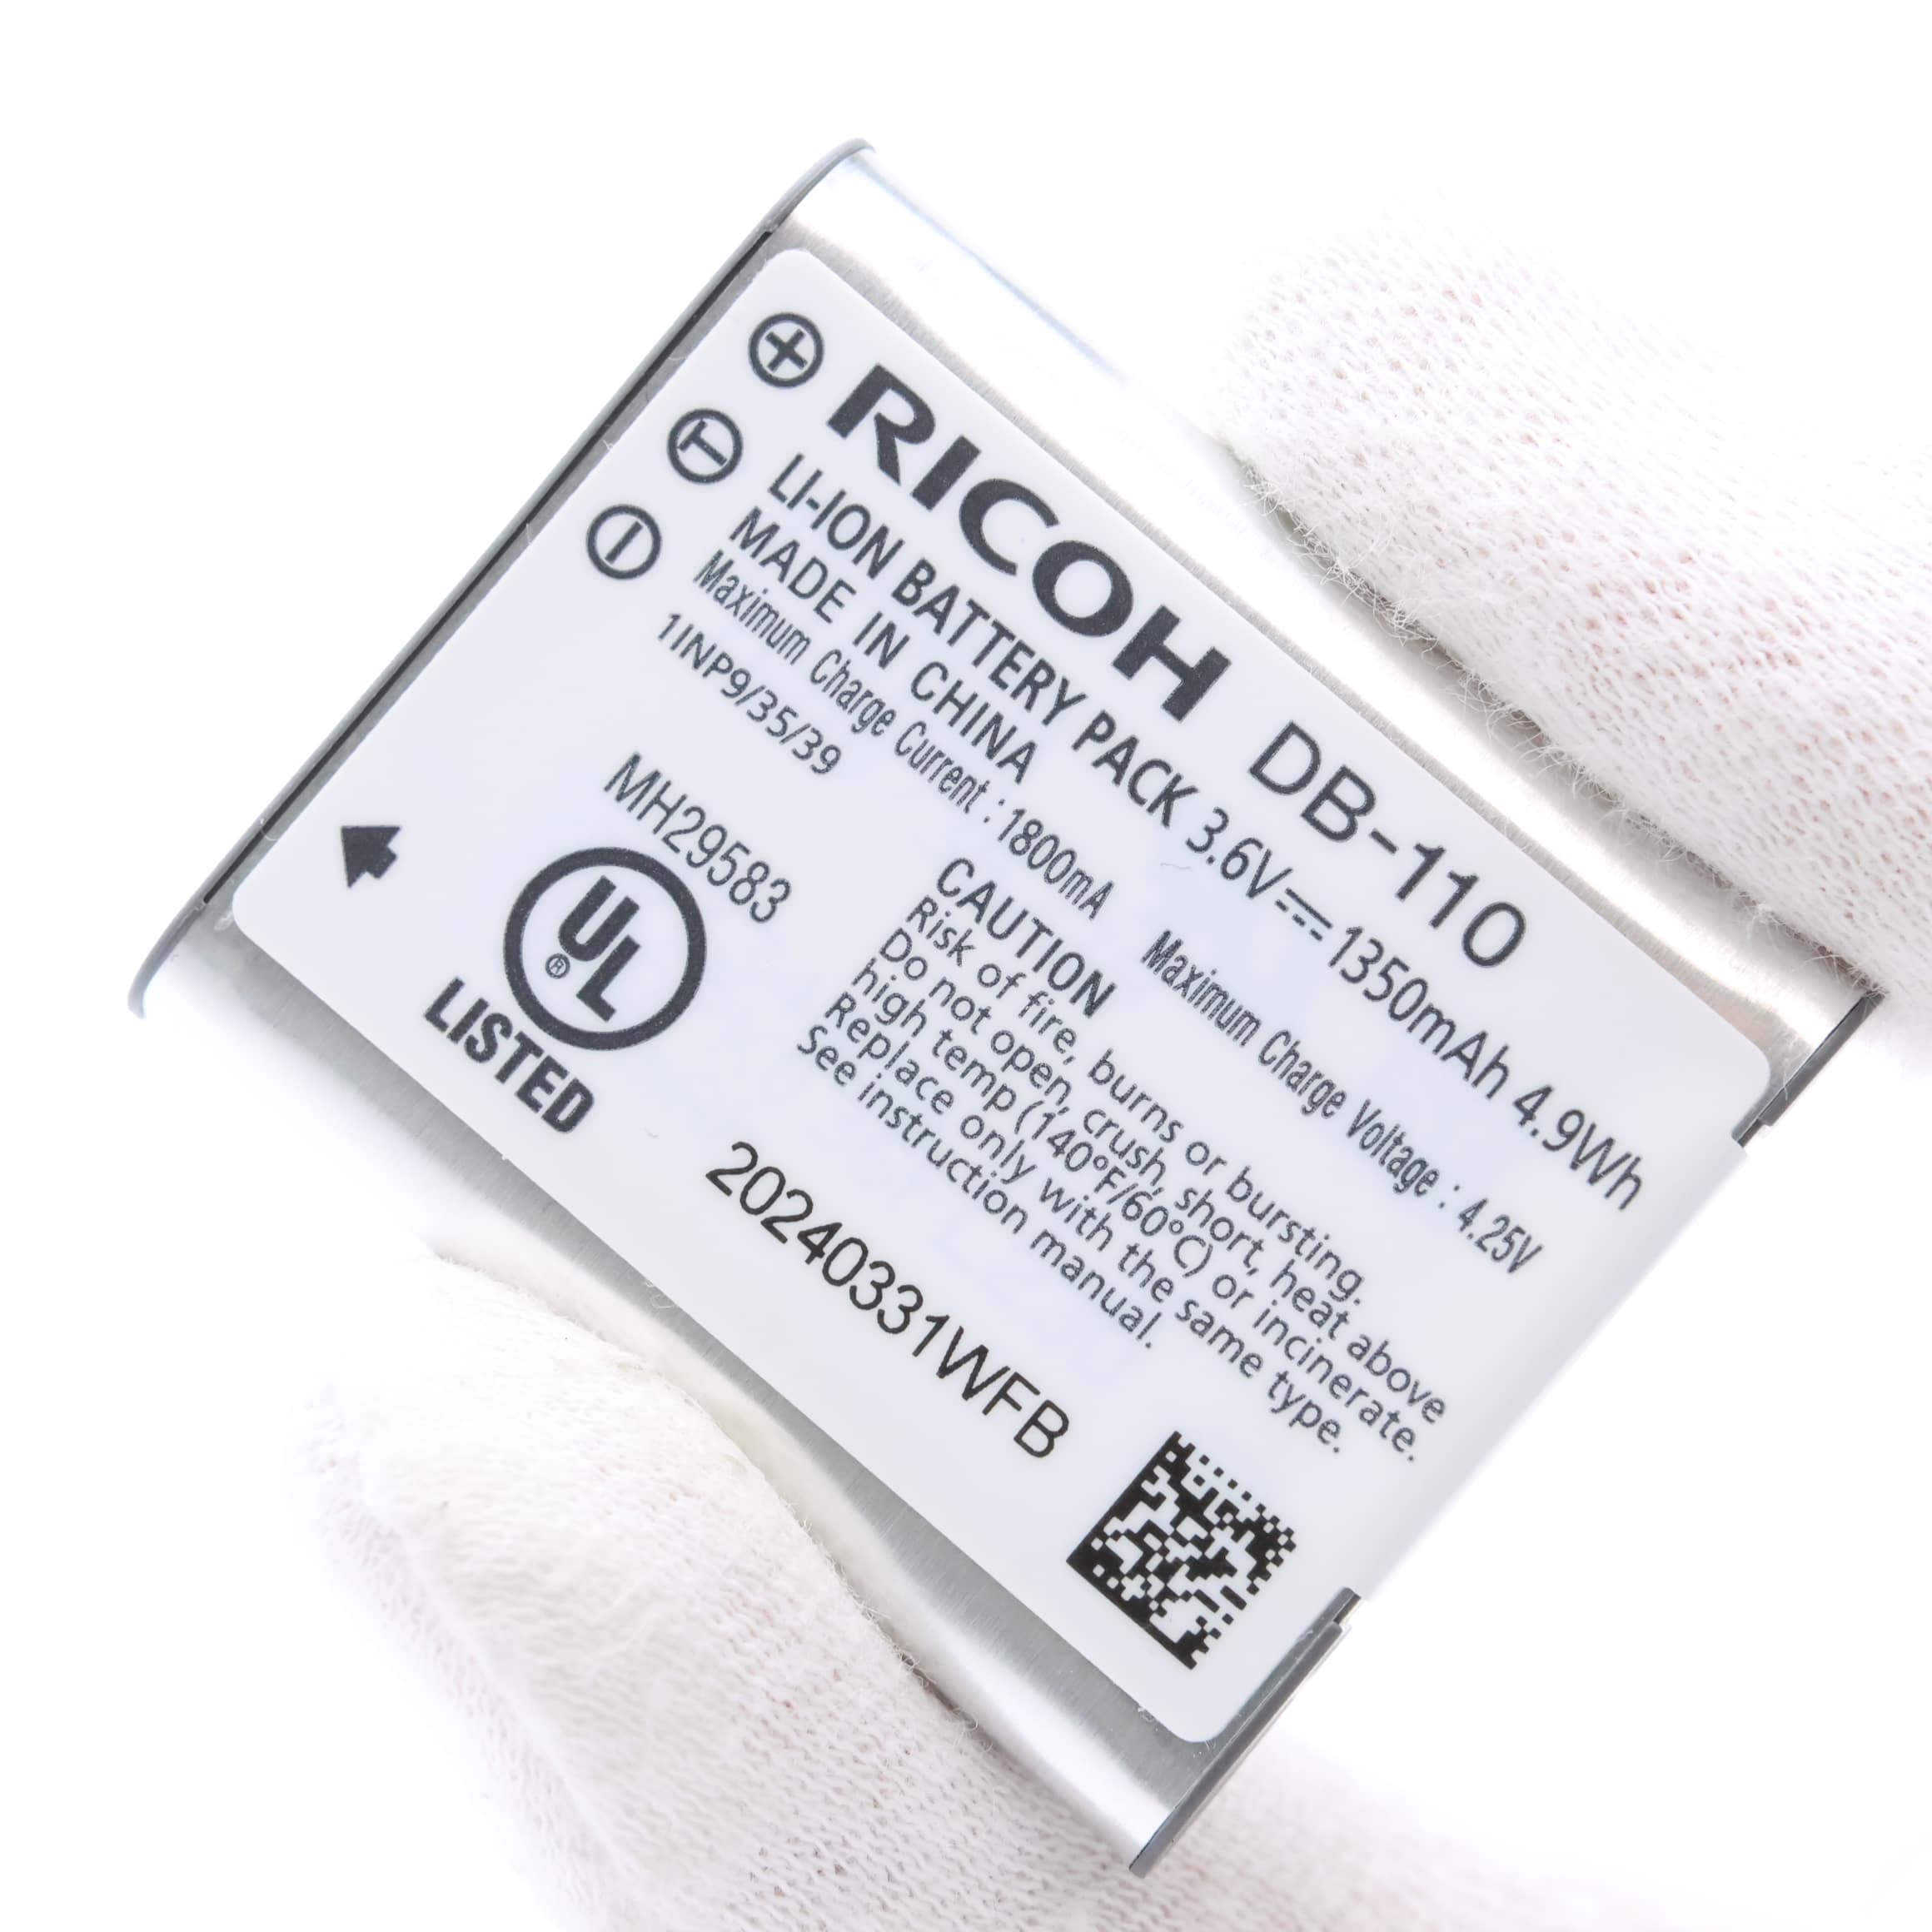 RICOH DB-110
LI-ION BATTERY PACK 3.6V⎓1350mAh 4.9Wh
MADE IN CHINA
Maximum Charge Current : 1800mA Maximum Charge Voltage : 4.25V
1INP9/35/39
CAUTION
Risk of fire, burns or bursting.
Do not open, crush, short, heat above
high temp (140°F/60°C) or incinerate.
Replace only with the same type.
See instruction manual.
MH29583
UL®
LISTED
20240331WFB
+
T
−